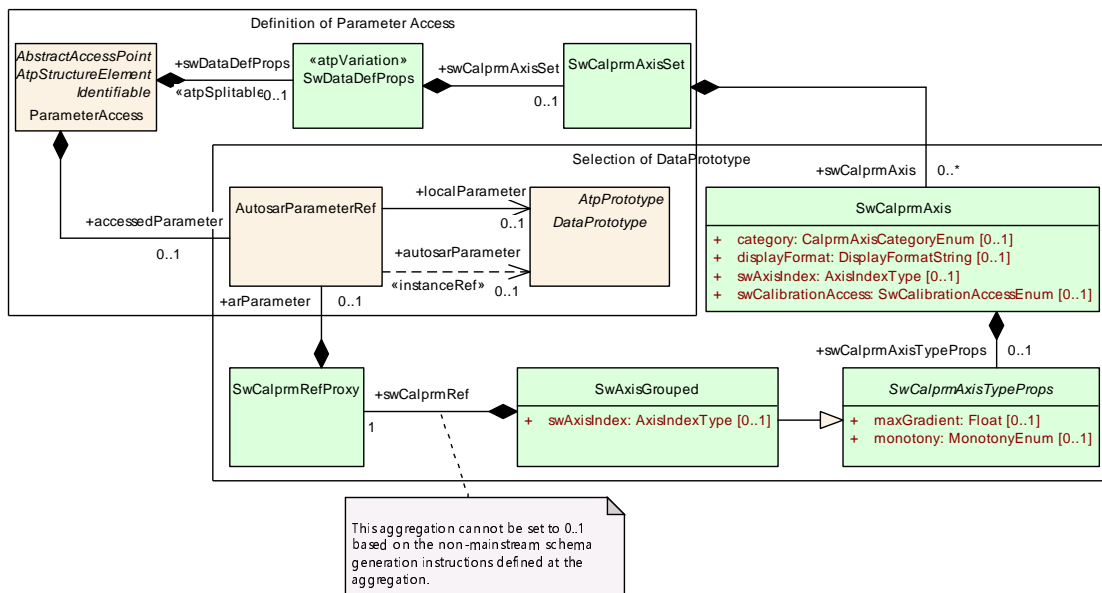 Definition of Parameter Access
AbstractAccessPoint
AtpStructureElement
Identifiable
ParameterAccess
+swDataDefProps
«atpSplitable
0..1
«atpVariation»
SwDataDefProps
+swCalprmAxisSet
0..1
SwCalprmAxisSet
Selection of DataPrototype
+swCalprmAxis
0..*
+accessedParameter
0..1
AutosarParameterRef
+localParameter
0..1
+autosarParameter
«instanceRef»
0..1
AtpPrototype
DataPrototype
SwCalprmAxis
+ category: CalprmAxisCategoryEnum [0..1]
+ displayFormat: DisplayFormatString [0..1]
+ swAxisIndex: AxisIndexType [0..1]
+ swCalibrationAccess: SwCalibrationAccessEnum [0..1]
+arParameter
0..1
+swCalprmAxisTypeProps
0..1
SwCalprmRefProxy
+swCalprmRef
1
SwAxisGrouped
+ swAxisIndex: AxisIndexType [0..1]
SwCalprmAxisTypeProps
+ maxGradient: Float [0..1]
+ monotony: MonotonyEnum [0..1]
This aggregation cannot be set to 0..1
based on the non-mainstream schema
generation instructions defined at the
aggregation.